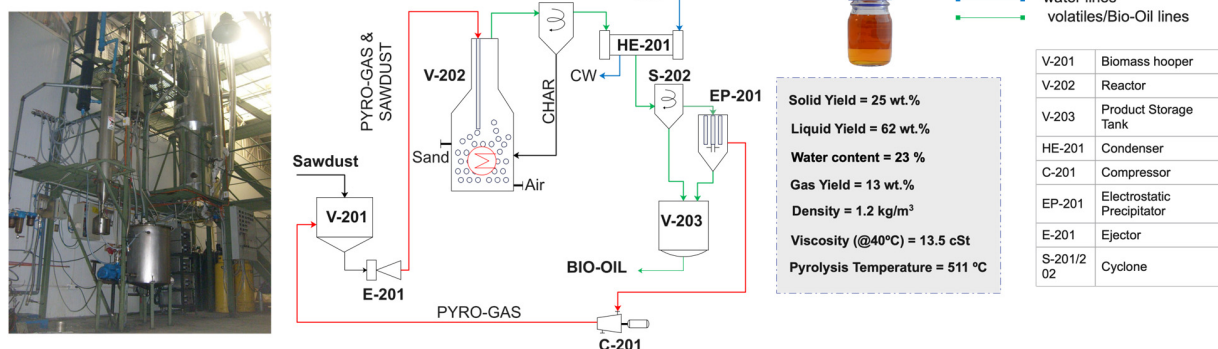 water lines
volatiles/Bio-Oil lines
PYRO-GAS &
SAWDUST
V-202
CHAR
HE-201
CW
S-202
EP-201
Sand
Air
Sawdust
V-201
E-201
V-203
BIO-OIL
PYRO-GAS
C-201
Solid Yield = 25 wt.%
Liquid Yield = 62 wt.%
Water content = 23 %
Gas Yield = 13 wt.%
Density = 1.2 kg/m³
Viscosity (@40ºC) = 13.5 cSt
Pyrolysis Temperature = 511 ºC
V-201 Biomass hooper
V-202 Reactor
V-203 Product Storage
Tank
HE-201 Condenser
C-201 Compressor
EP-201 Electrostatic
Precipitator
E-201 Ejector
S-201/2
02 Cyclone